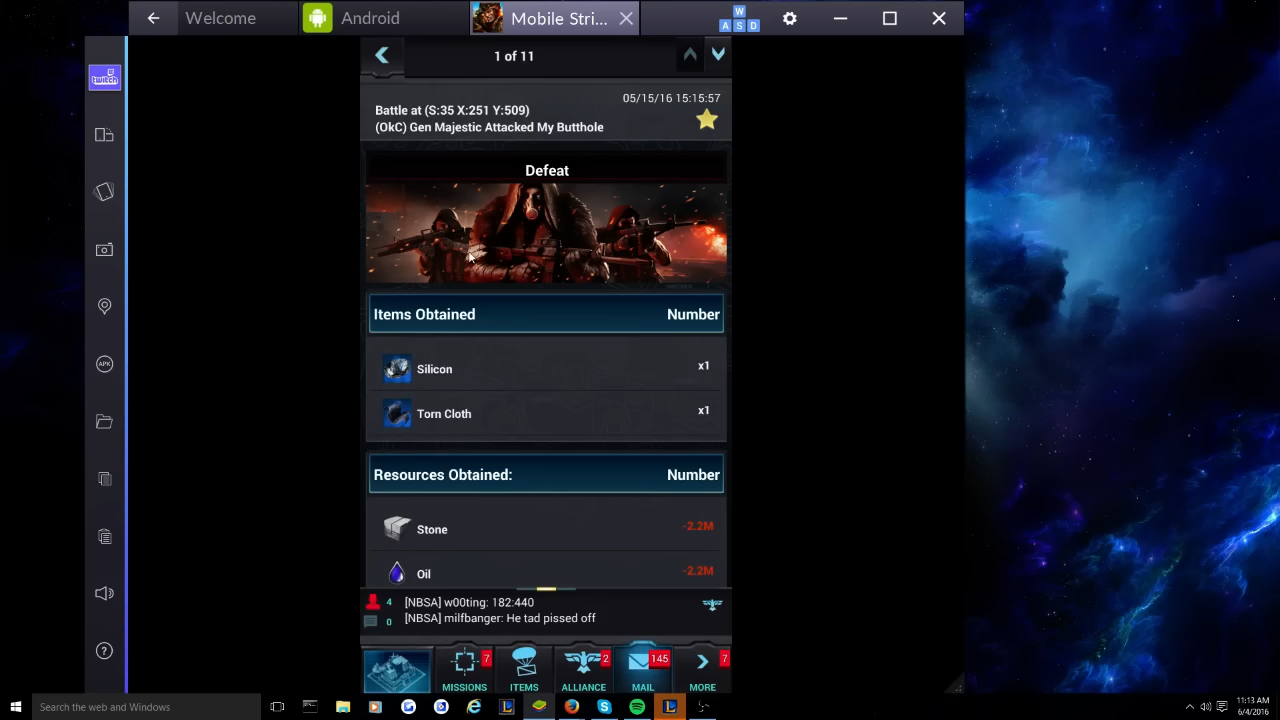 Welcome
Android
Mobile Stri...
W
A S D
twitch
1 of 11
05/15/16 15:15:57
Battle at (S:35 X:251 Y:509)
(OkC) Gen Majestic Attacked My Butthole
Defeat
Items Obtained Number
Silicon x1
Torn Cloth x1
Resources Obtained: Number
Stone -2.2M
Oil -2.2M
4 [NBSA] w00ting: 182:440
0 [NBSA] milfbanger: He tad pissed off
7 2 145 7
MISSIONS ITEMS ALLIANCE MAIL MORE
APK
?
Search the web and Windows
11:13 AM
6/4/2016